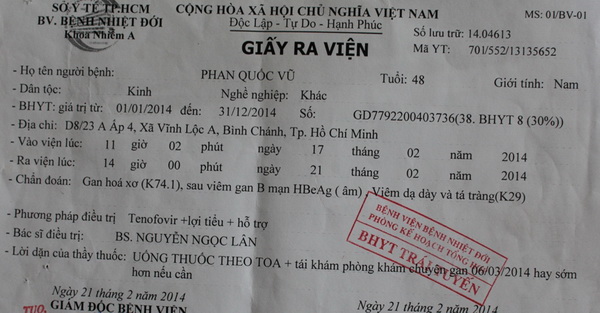 SỞ Y TẾ TP.HCM
BV. BỆNH NHIỆT ĐỚI
Khoa Nhiễm A
CỘNG HÒA XÃ HỘI CHỦ NGHĨA VIỆT NAM
Độc Lập - Tự Do - Hạnh Phúc
MS: 01/BV-01
Số lưu trữ: 14.04613
Mã YT: 701/552/13135652
GIẤY RA VIỆN
- Họ tên người bệnh: PHAN QUỐC VŨ Tuổi: 48 Giới tính: Nam
- Dân tộc: Kinh Nghề nghiệp: Khác
- BHYT: giá trị từ: 01/01/2014 đến: 31/12/2014 Số: GD7792200403736(38. BHYT 8 (30%))
- Địa chỉ: D8/23 A Ấp 4, Xã Vĩnh Lộc A, Bình Chánh, Tp. Hồ Chí Minh
- Vào viện lúc: 11 giờ 02 phút ngày 17 tháng 02 năm 2014
- Ra viện lúc: 14 giờ 00 phút ngày 21 tháng 02 năm 2014
- Chẩn đoán: Gan hoá xơ (K74.1), sau viêm gan B mạn HBeAg ( âm) - Viêm dạ dày và tá tràng(K29)
- Phương pháp điều trị Tenofovir +lợi tiểu + hỗ trợ
- Bác sĩ điều trị: BS. NGUYỄN NGỌC LÂN
- Lời dặn của thầy thuốc: UỐNG THUỐC THEO TOA + tái khám phòng khám chuyên gan 06/03/2014 hay sớm
hơn nếu cần
BỆNH VIỆN BỆNH NHIỆT ĐỚI
PHÒNG KẾ HOẠCH TỔNG HỢP
BHYT TRÁI TUYẾN
Ngày 21 tháng 2 năm 2014
Ngày 21 tháng 2 năm 2014
TUQ. GIÁM ĐỐC BỆNH VIỆN